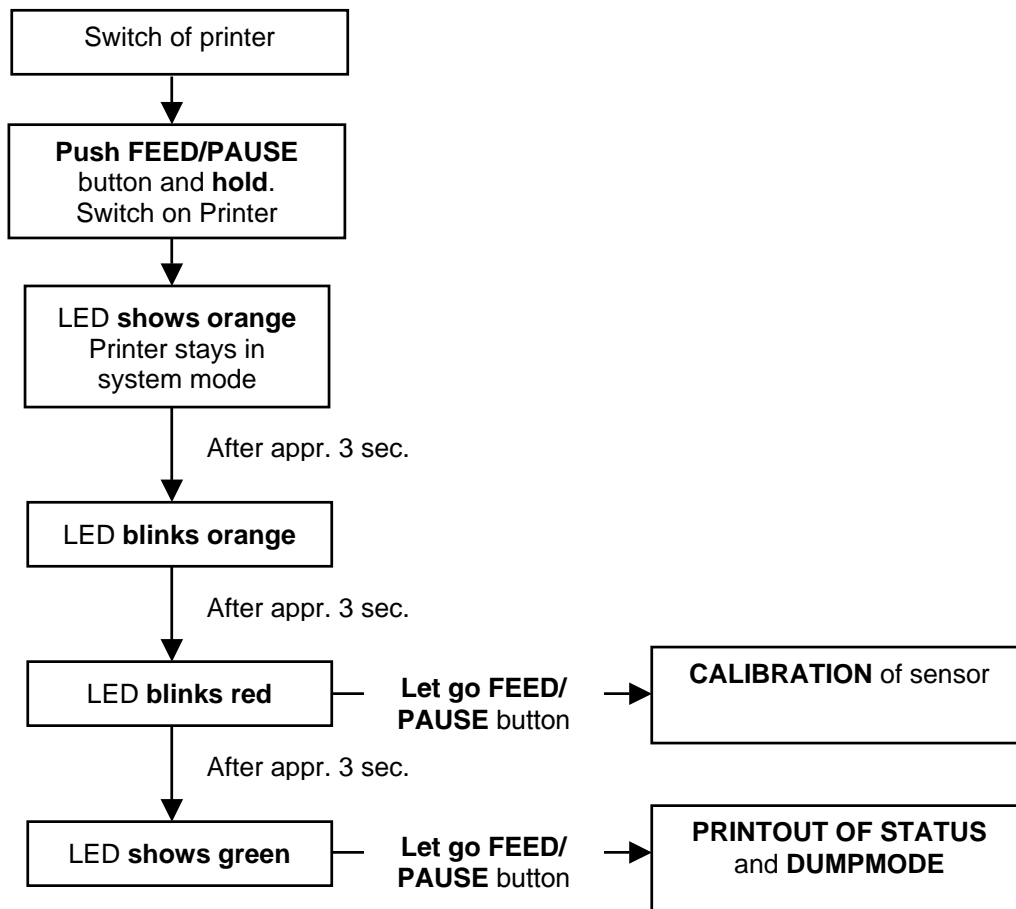 Switch of printer
Push FEED/PAUSE
button and hold.
Switch on Printer
LED shows orange
Printer stays in
system mode
After appr. 3 sec.
LED blinks orange
After appr. 3 sec.
LED blinks red
Let go FEED/
PAUSE button
CALIBRATION of sensor
After appr. 3 sec.
LED shows green
Let go FEED/
PAUSE button
PRINTOUT OF STATUS
and DUMPMODE